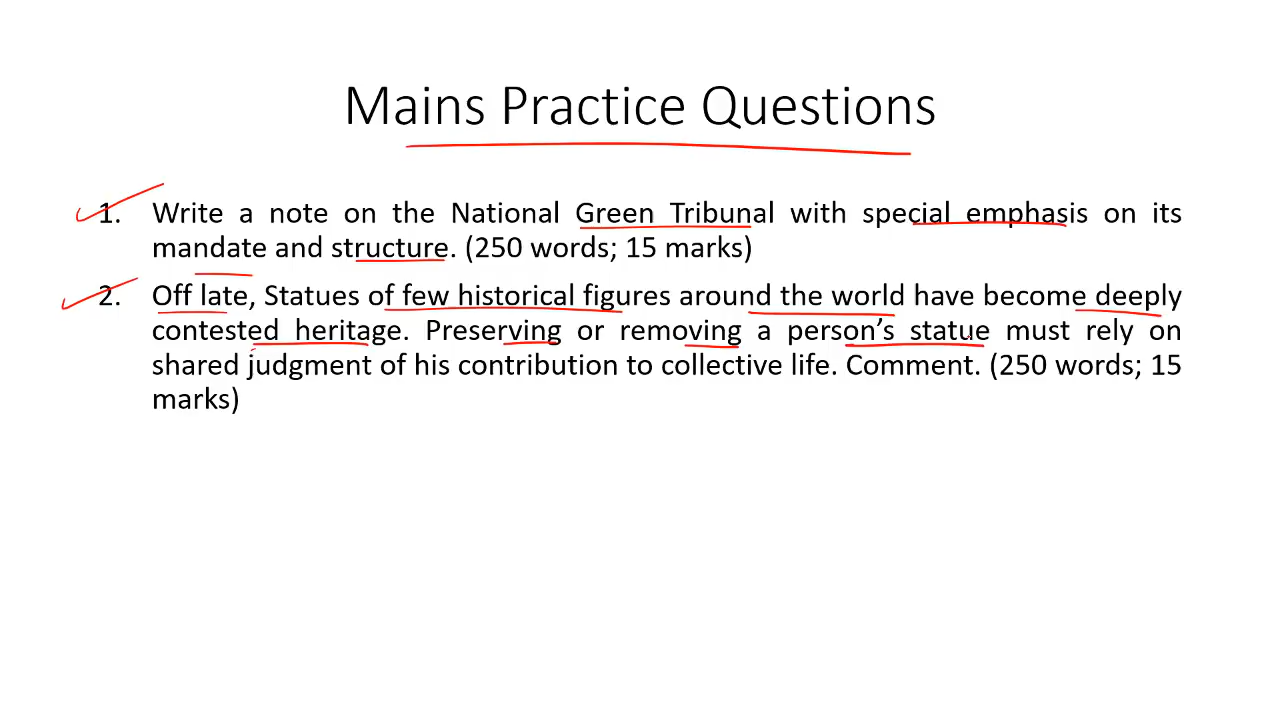 Mains Practice Questions
1. Write a note on the National Green Tribunal with special emphasis on its
mandate and structure. (250 words; 15 marks)
2. Off late, Statues of few historical figures around the world have become deeply
contested heritage. Preserving or removing a person’s statue must rely on
shared judgment of his contribution to collective life. Comment. (250 words; 15
marks)